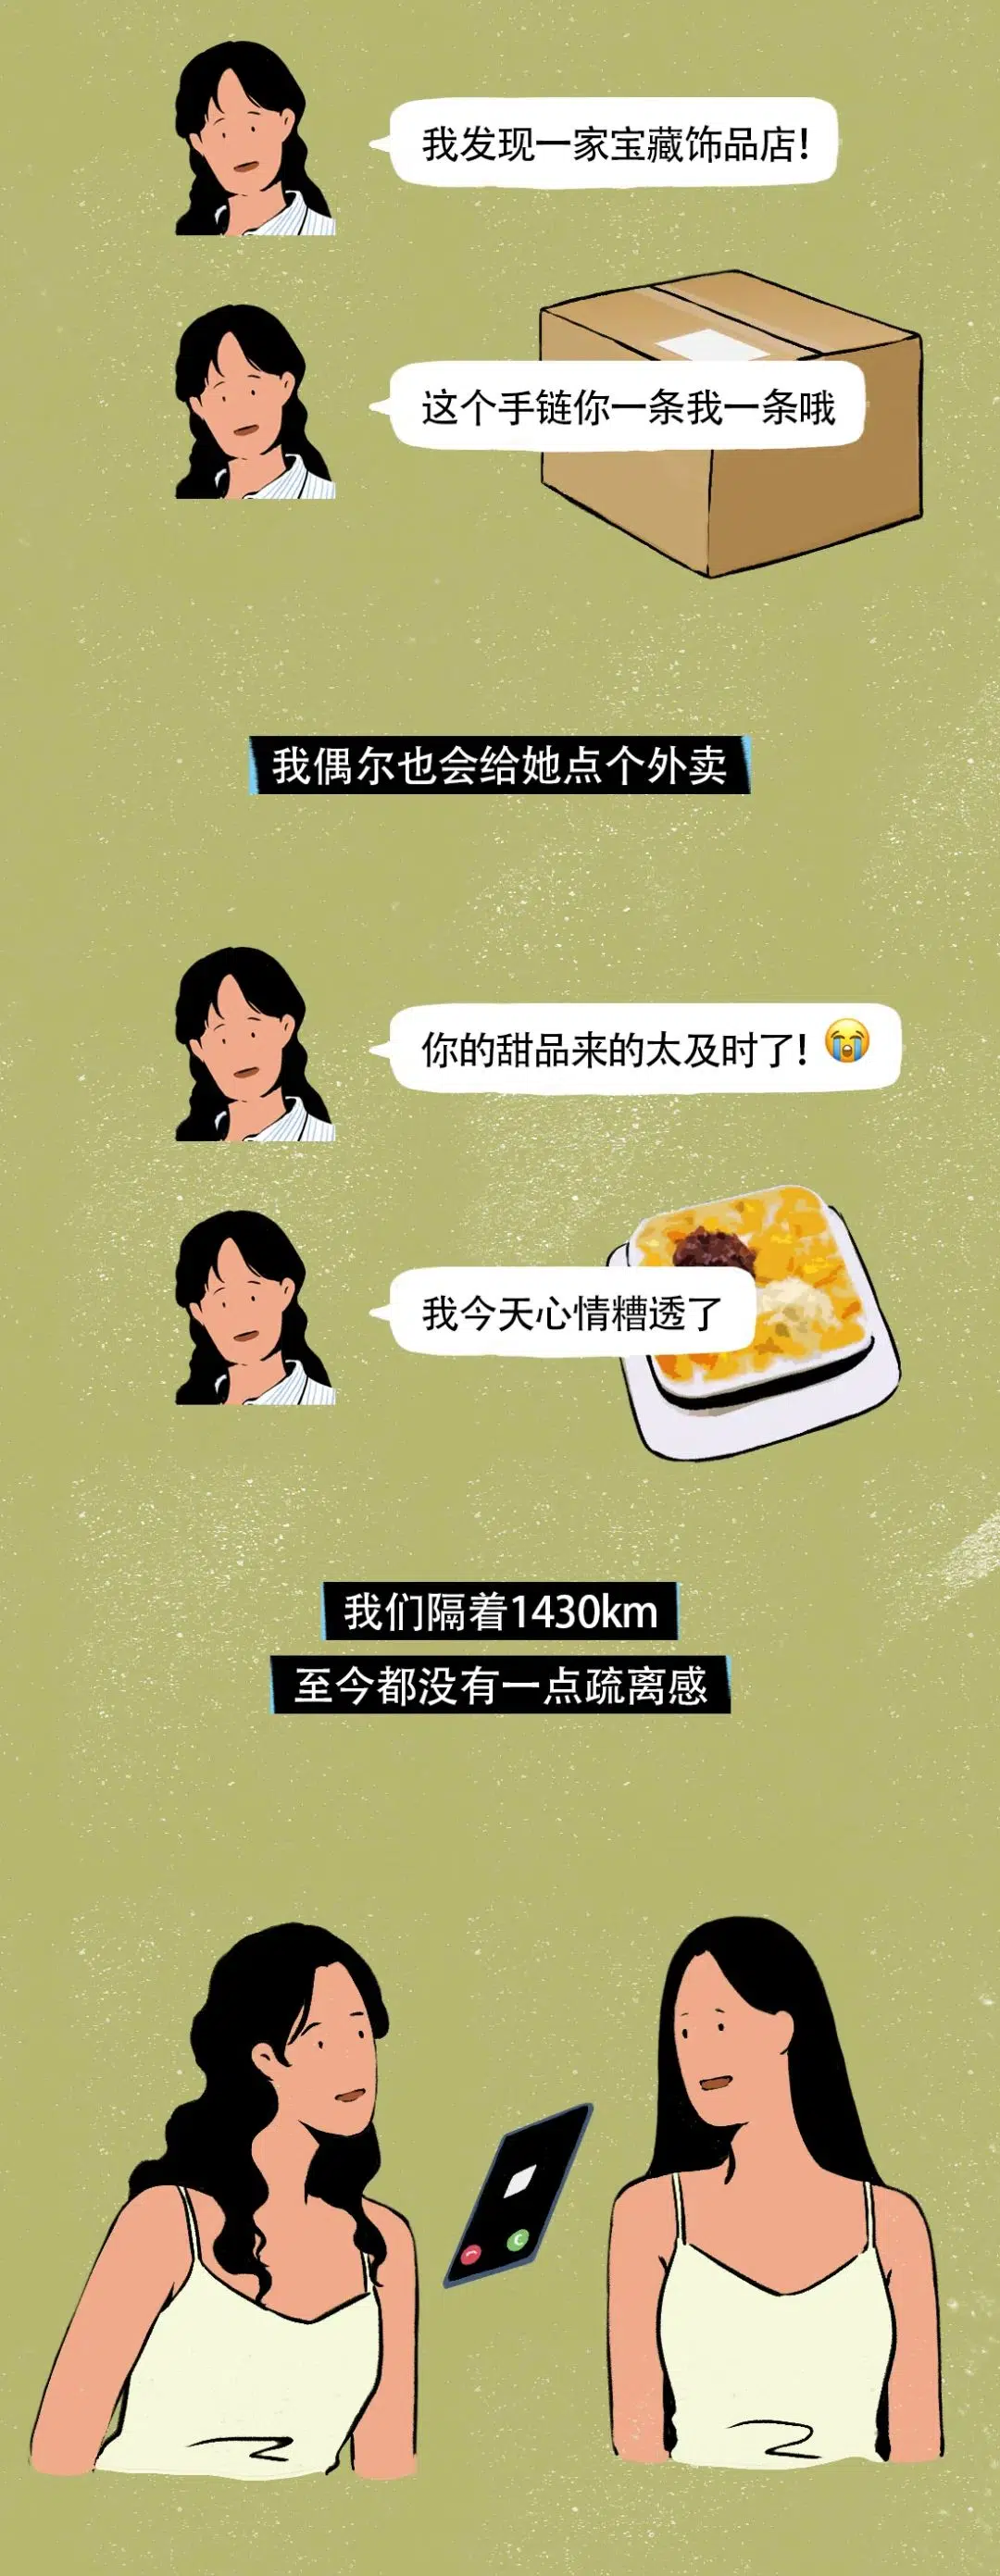 我发现一家宝藏饰品店!
这个手链你一条我一条哦
我偶尔也会给她点个外卖
你的甜品来的太及时了! 😭
我今天心情糟透了
我们隔着1430km
至今都没有一点疏离感